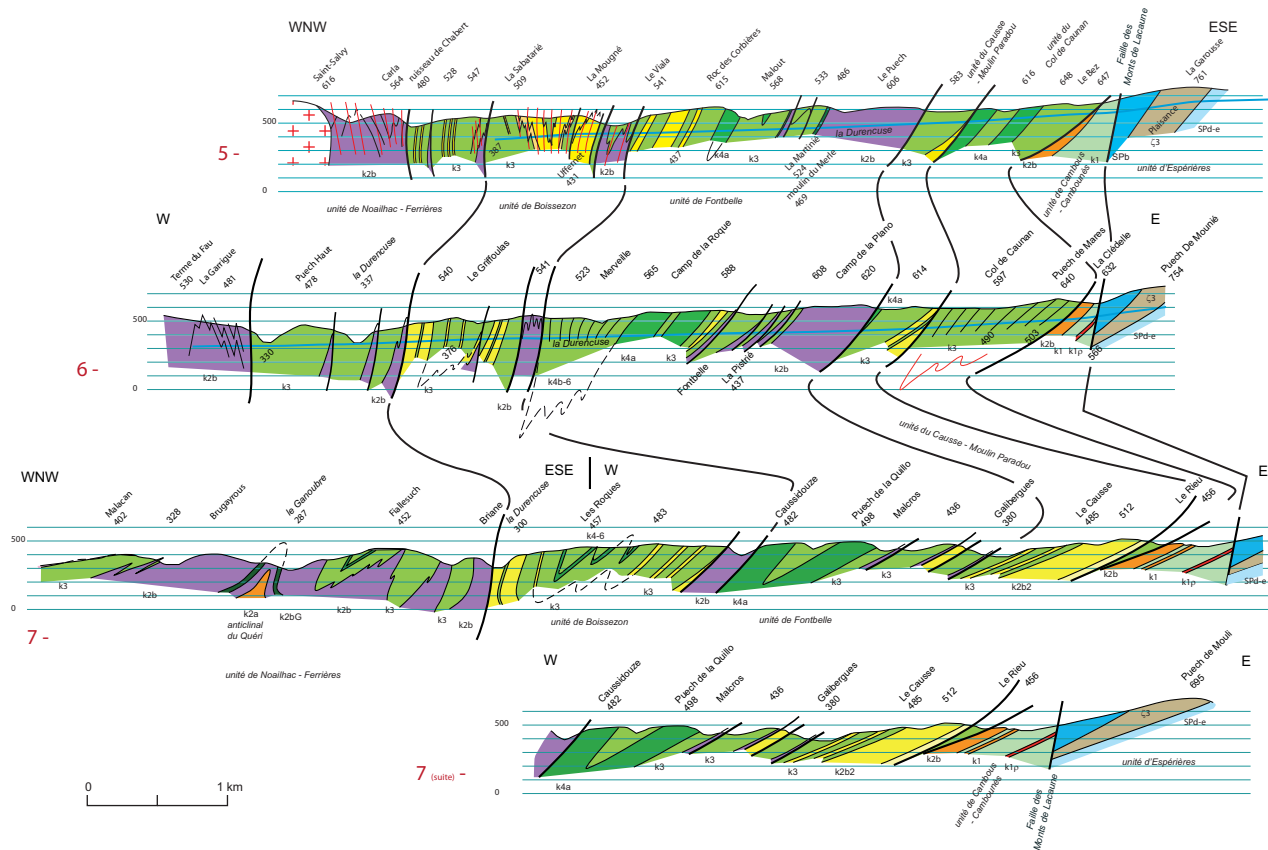 WNW
ESE
Saint-Salvy
616
Carla
564
ruisseau de Chabert
480
528
547
La Sabatarié
509
La Mougné
452
Le Viala
541
Roc des Corbières
615
Malout
568
533
486
Le Puech
606
583
unité du Causse
- Moulin Paradou
616
unité du
Col de Caunan
648
Le Bez
647
Faille des
Monts de Lacaune
La Garousse
761
500
0
5 -
k2b
k3
387
k3
Uffernet
431
k2b
437
k4a
k3
La Martinié
524
moulin du Merle
469
la Durencuse
k2b
k3
k4a
k3
k2b
k1
SPb
Plaisance
ς3
SPd-e
unité de Cambous
- Cambounés
unité d'Espérières
unité de Noailhac - Ferrières
unité de Boissezon
unité de Fontbelle
W
E
Terme du Fau
530
La Garrigue
481
Puech Haut
478
la Durencuse
337
540
Le Griffoulas
541
523
Merveille
565
Camp de la Roque
588
608
Camp de la Plano
620
614
Col de Caunan
597
Puech de Mares
640
La Clédelle
632
Puech De Mounié
754
500
0
6 -
k2b
330
k3
k2b
k3
376
k2b
la Durencuse
k4b-6
k4a
k3
Fontbelle
La Pistrié
437
k2b
k4a
k3
k3
490
503
k2b
k1
k1ρ
566
ς3
SPd-e
unité du Causse - Moulin Paradou
WNW
ESE
W
E
Malacan
402
328
Brugayrous
le Ganoubre
287
Fiallesuch
452
Briane
la Durencuse
300
Les Roques
457
k4-6
483
Caussidouze
482
Puech de la Quillo
498
Malcros
436
Galibergues
380
Le Causse
485
512
Le Rieu
456
500
0
7 -
k3
k2b
k2a
anticlinal
du Quéri
k2bG
k2b
k3
k3
k2b
k3
unité de Boissezon
k3
k2b
k4a
unité de Fontbelle
k3
k3
k3
k2b2
k2b
k1
k1ρ
SPd-e
unité de Noailhac - Ferrières
W
E
Caussidouze
482
Puech de la Quillo
498
Malcros
436
Galibergues
380
Le Causse
485
512
Le Rieu
456
Puech de Mouli
695
500
0
7 (suite) -
k4a
k3
k3
k3
k2b2
k2b
k1
k1ρ
ς3
SPd-e
unité de Cambous
- Cambounés
Faille des
Monts de Lacaune
unité d'Espérières
0
1 km